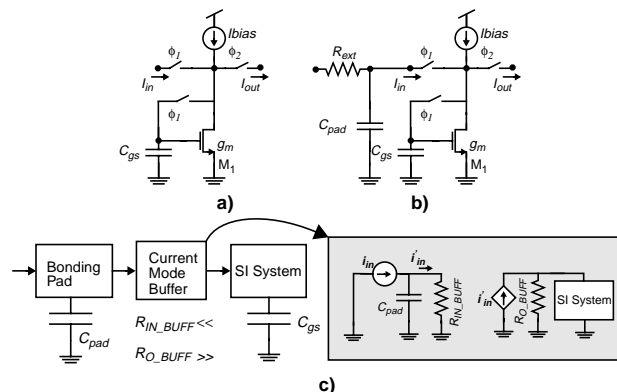 Ibias
ϕ1
ϕ2
Iin
Iout
ϕ1
Cgs
gm
M1
a)
Ibias
Rext
ϕ1
ϕ2
Iin
Iout
Cpad
ϕ1
Cgs
gm
M1
b)
Bonding
Pad
Current
Mode
Buffer
SI System
Cpad
RIN_BUFF<<
RO_BUFF >>
Cgs
iin
i'in
Cpad
RIN_BUFF
i'in
RO_BUFF
SI System
c)